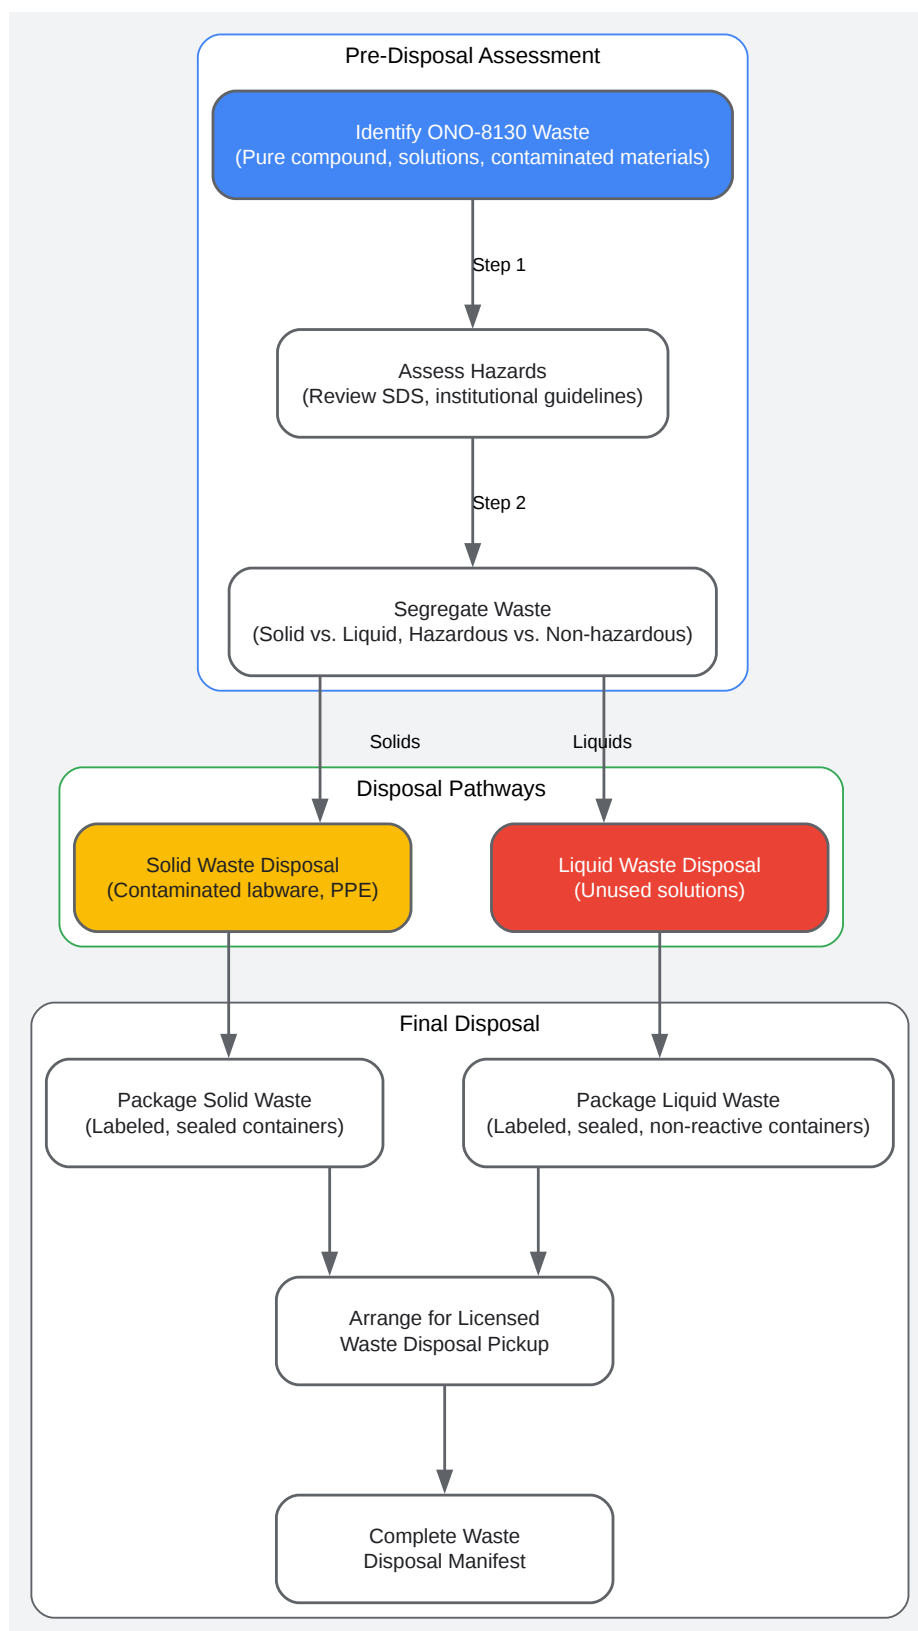 Pre-Disposal Assessment
Identify ONO-8130 Waste
(Pure compound, solutions, contaminated materials)
Step 1
Assess Hazards
(Review SDS, institutional guidelines)
Step 2
Segregate Waste
(Solid vs. Liquid, Hazardous vs. Non-hazardous)
Solids
Liquids
Disposal Pathways
Solid Waste Disposal
(Contaminated labware, PPE)
Liquid Waste Disposal
(Unused solutions)
Final Disposal
Package Solid Waste
(Labeled, sealed containers)
Package Liquid Waste
(Labeled, sealed, non-reactive containers)
Arrange for Licensed
Waste Disposal Pickup
Complete Waste
Disposal Manifest